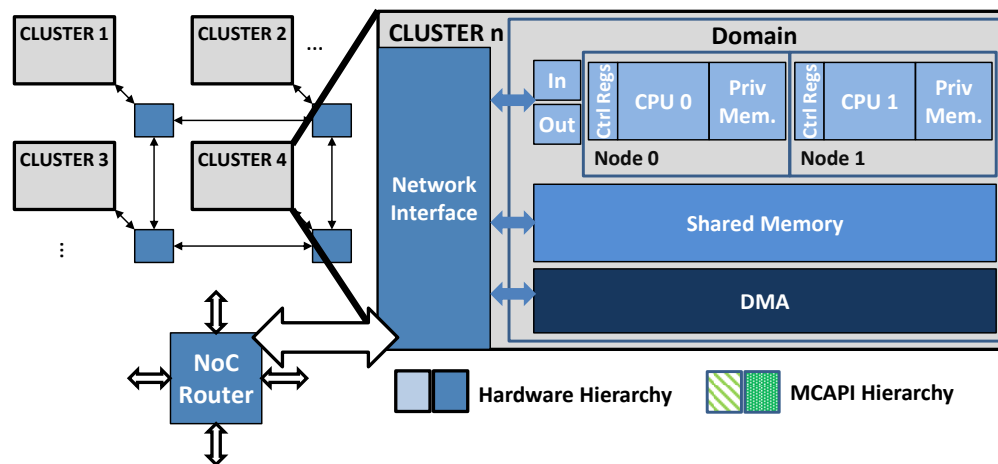 CLUSTER 1
CLUSTER 2
...
CLUSTER 3
CLUSTER 4
...
CLUSTER n
Domain
Network
Interface
In
Out
Ctrl Regs
CPU 0
Priv
Mem.
Node 0
Ctrl Regs
CPU 1
Priv
Mem.
Node 1
Shared Memory
DMA
NoC
Router
Hardware Hierarchy
MCAPI Hierarchy